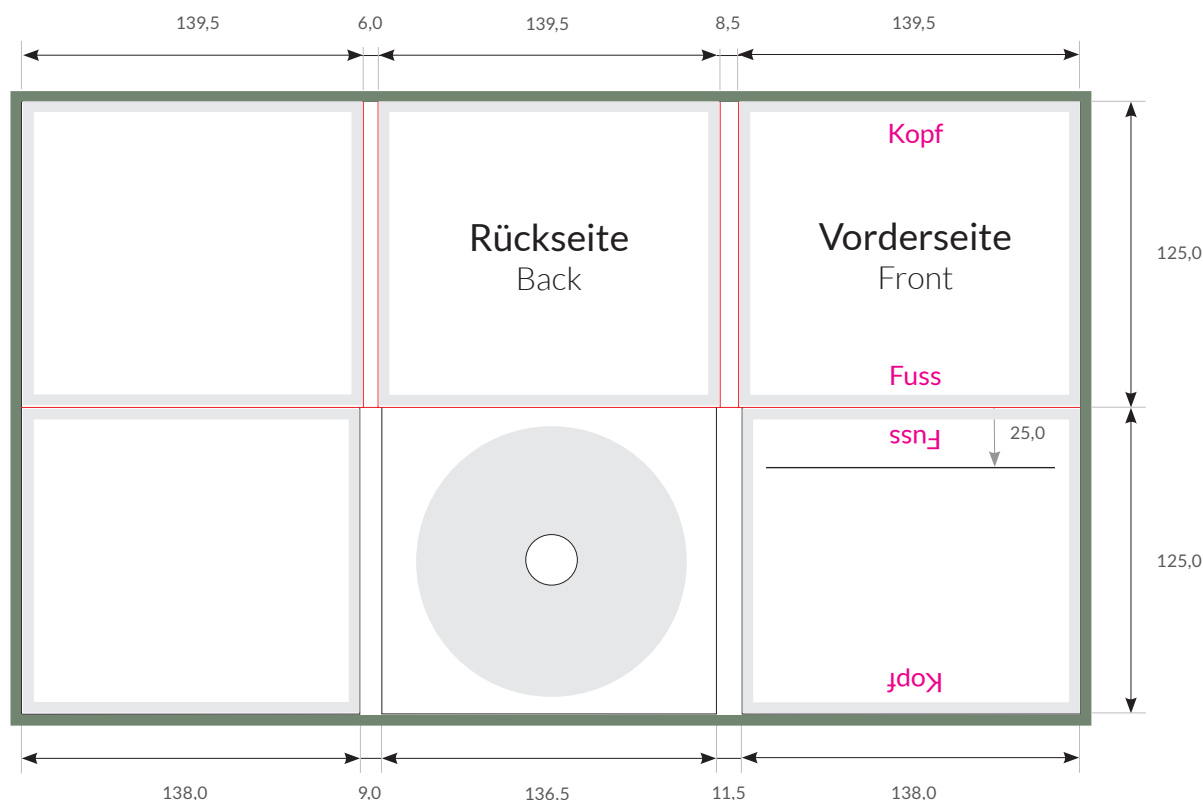 139,5
6,0
139,5
8,5
139,5
Kopf
Rückseite
Back
Vorderseite
Front
125,0
Fuss
Fuss
25,0
125,0
Kopf
138,0
9,0
136.5
11,5
138,0